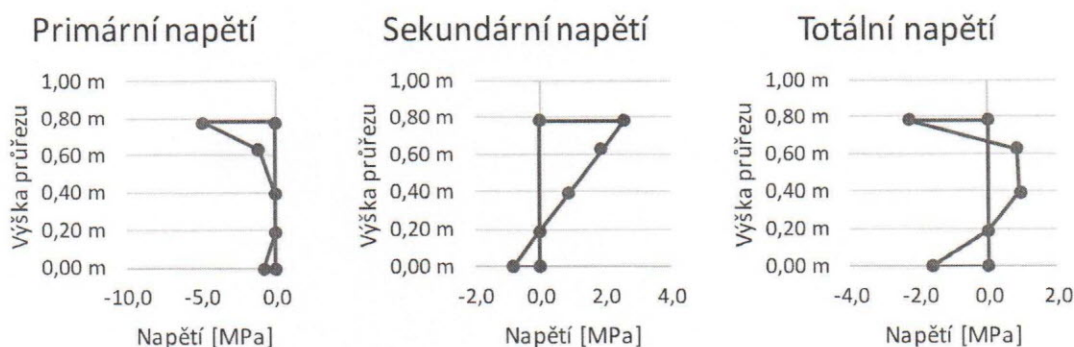 Primární napětí
1,00 m
0,80 m
0,60 m
0,40 m
0,20 m
0,00 m
Výška průřezu
-10,0 -5,0 0,0
Napětí [MPa]
Sekundární napětí
1,00 m
0,80 m
0,60 m
0,40 m
0,20 m
0,00 m
Výška průřezu
-2,0 0,0 2,0 4,0
Napětí [MPa]
Totální napětí
1,00 m
0,80 m
0,60 m
0,40 m
0,20 m
0,00 m
Výška průřezu
-4,0 -2,0 0,0 2,0
Napětí [MPa]